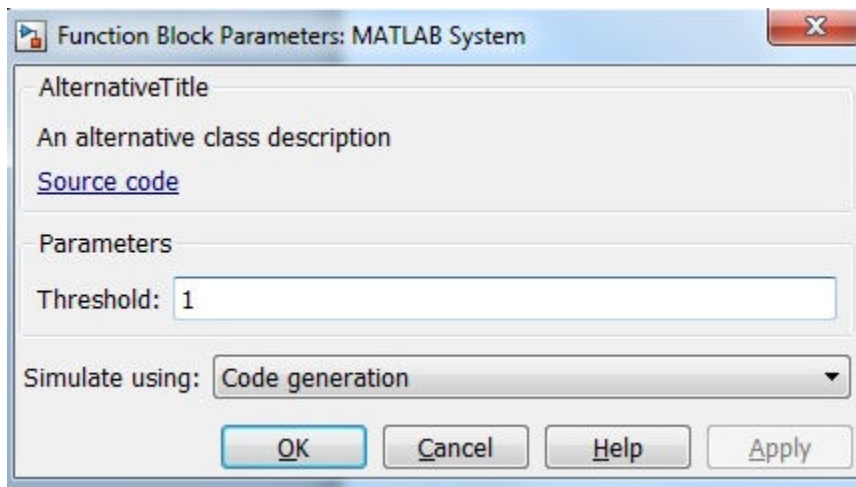 Function Block Parameters: MATLAB System
AlternativeTitle
An alternative class description
Source code
Parameters
Threshold: 1
Simulate using: Code generation
OK Cancel Help Apply